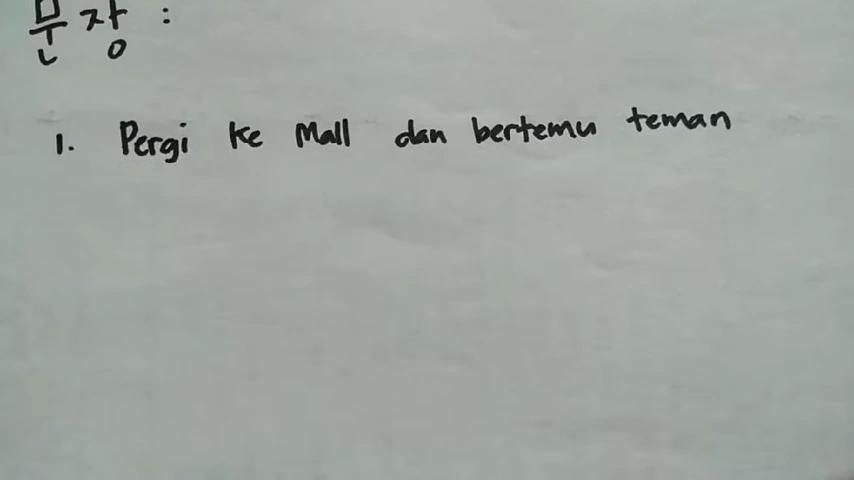 문장 :
1. Pergi ke Mall dan bertemu teman